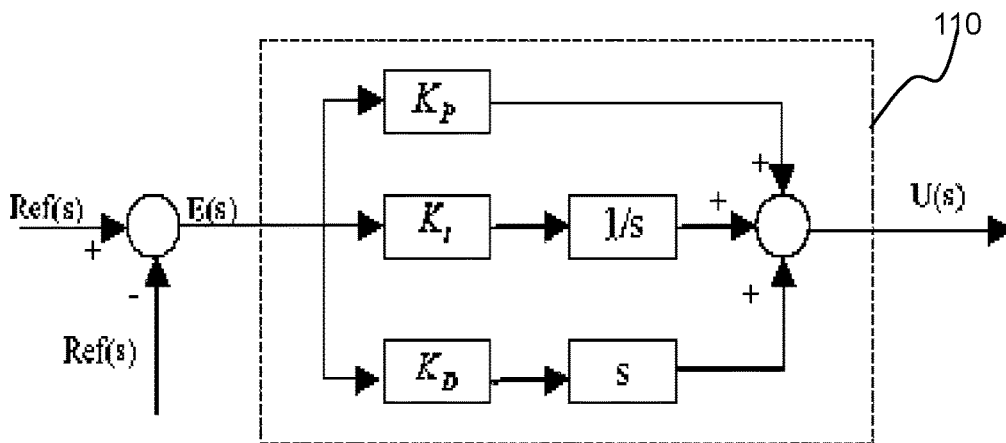 110
K_P
+
Ref(s)
+
E(s)
K_I
1/s
+
U(s)
-
Ref(s)
K_D
s
+